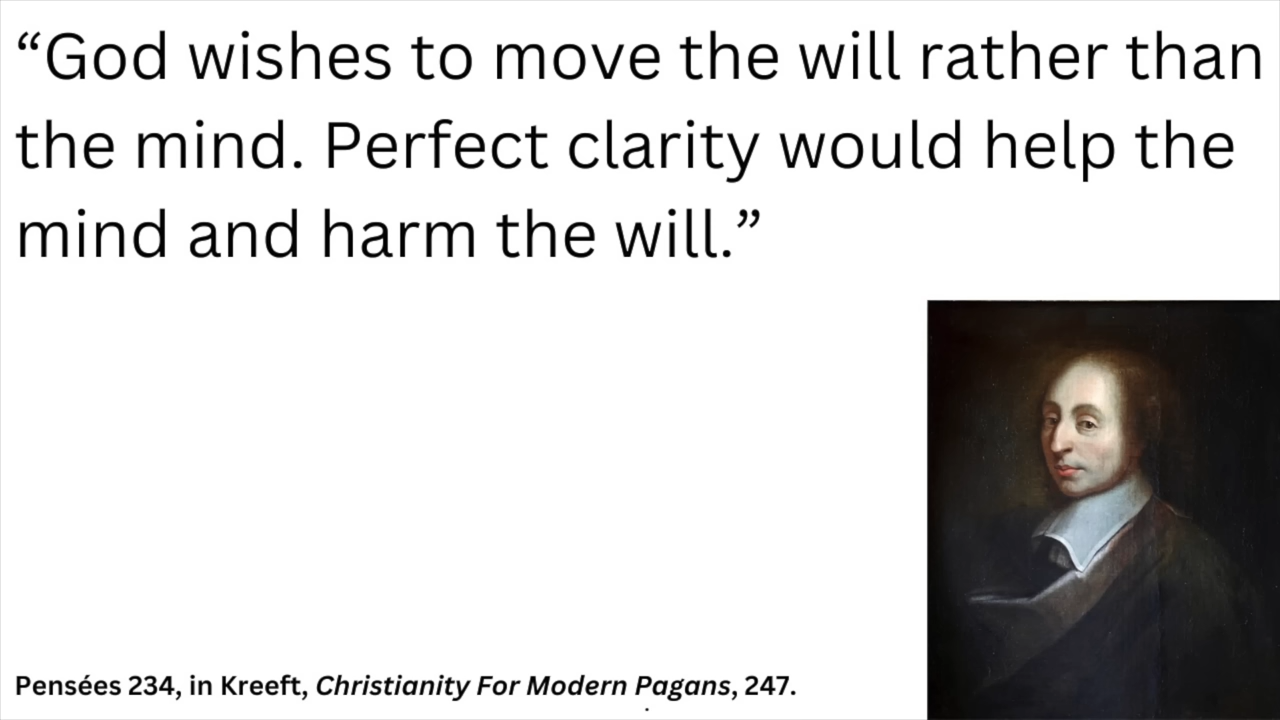 “God wishes to move the will rather than
the mind. Perfect clarity would help the
mind and harm the will.”
Pensées 234, in Kreeft, Christianity For Modern Pagans, 247.
.